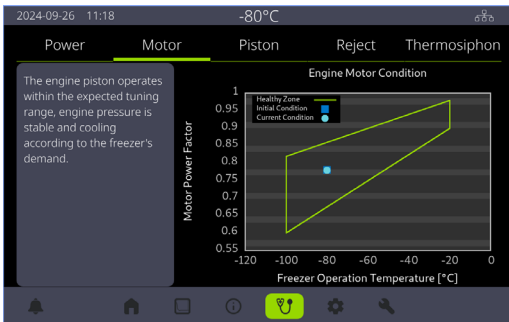 2024-09-26 11:18
-80°C
Power Motor Piston Reject Thermosiphon
The engine piston operates
within the expected tuning
range, engine pressure is
stable and cooling
according to the freezer's
demand.
Engine Motor Condition
Healthy Zone
Initial Condition
Current Condition
Motor Power Factor
1
0.95
0.9
0.85
0.8
0.75
0.7
0.65
0.6
0.55
-120 -100 -80 -60 -40 -20 0
Freezer Operation Temperature [°C]